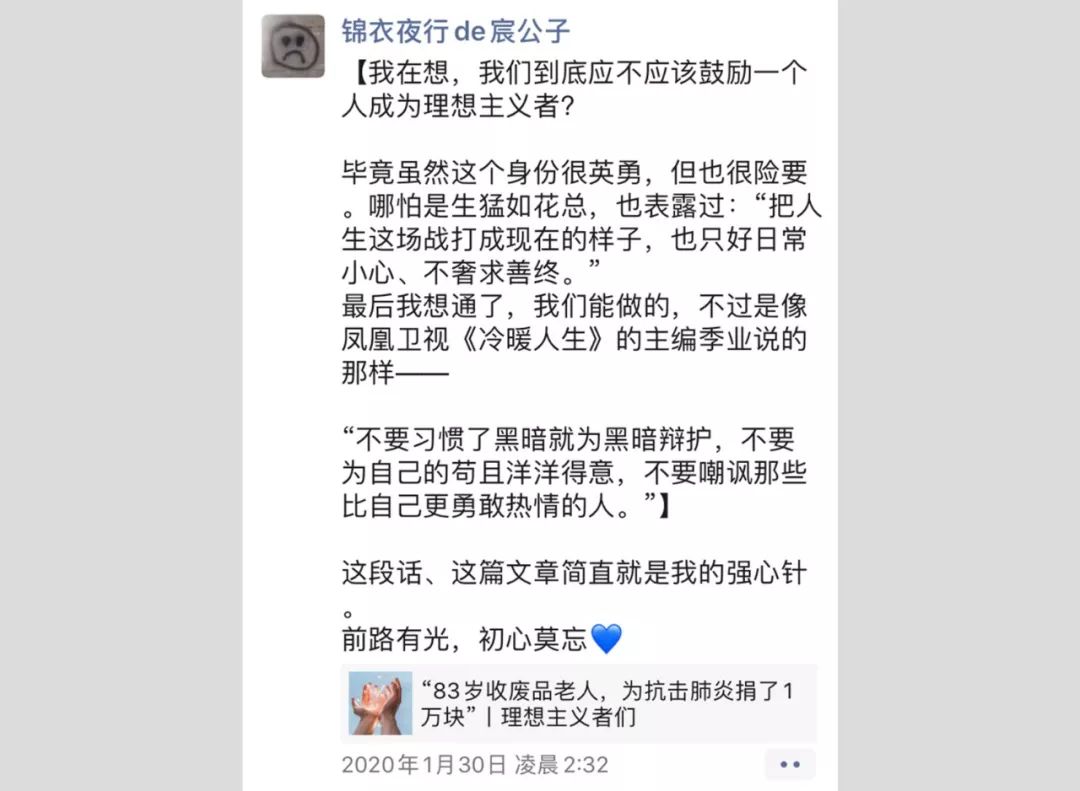 锦衣夜行de宸公子
【我在想，我们到底应不应该鼓励一个
人成为理想主义者？
毕竟虽然这个身份很英勇，但也很险要
。哪怕是生猛如花总，也表露过：“把人
生这场战打成现在的样子，也只好日常
小心、不奢求善终。”
最后我想通了，我们能做的，不过是像
凤凰卫视《冷暖人生》的主编季业说的
那样——
“不要习惯了黑暗就为黑暗辩护，不要
为自己的苟且洋洋得意，不要嘲讽那些
比自己更勇敢热情的人。”】
这段话、这篇文章简直就是我的强心针
。
前路有光，初心莫忘💙
“83岁收废品老人，为抗击肺炎捐了1
万块”丨理想主义者们
2020年1月30日 凌晨2:32